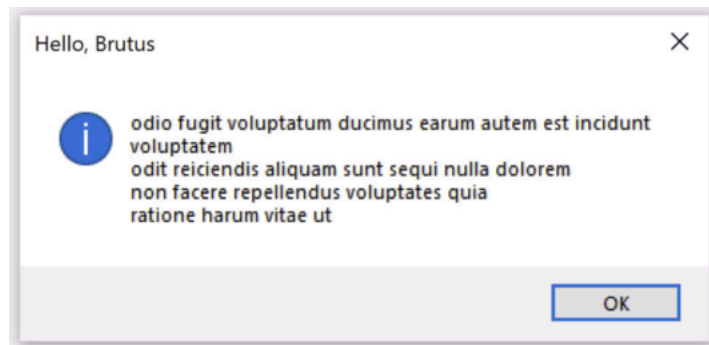 Hello, Brutus
odio fugit voluptatum ducimus earum autem est incidunt
voluptatem
odit reiciendis aliquam sunt sequi nulla dolorem
non facere repellendus voluptates quia
ratione harum vitae ut
OK